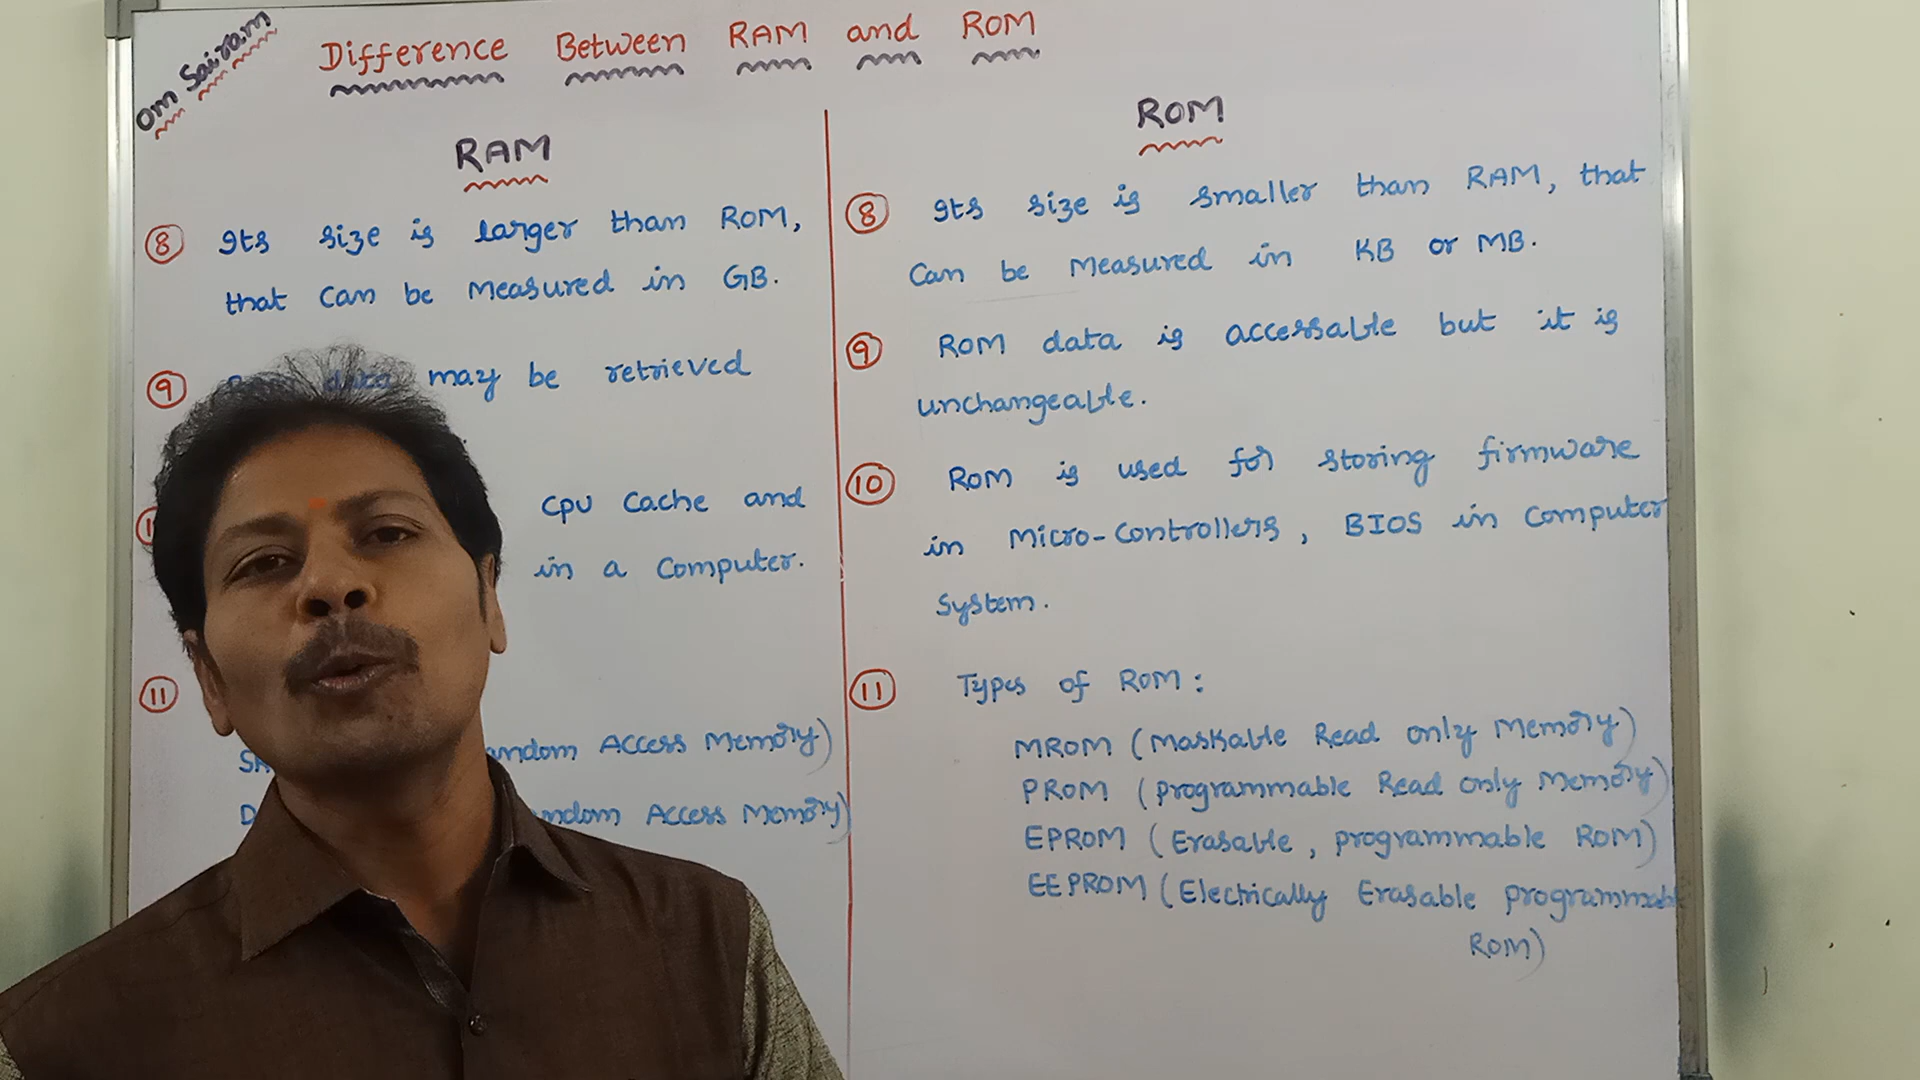 Om Sairam
Difference Between RAM and ROM
RAM
8 Its size is larger than ROM,
that can be measured in GB.
9 may be retrieved
CPU Cache and
in a Computer.
11
Access Memory)
Access Memory)
ROM
8 Its size is smaller than RAM, that
Can be Measured in KB or MB.
9 ROM data is accessable but it is
unchangeable.
10 ROM is used for storing firmware
in Micro-Controllers, BIOS in Computer
System.
11 Types of ROM:
MROM (Maskable Read only Memory)
PROM (programmable Read only Memory)
EPROM (Erasable, programmable ROM)
EEPROM (Electrically Erasable programmable
ROM)